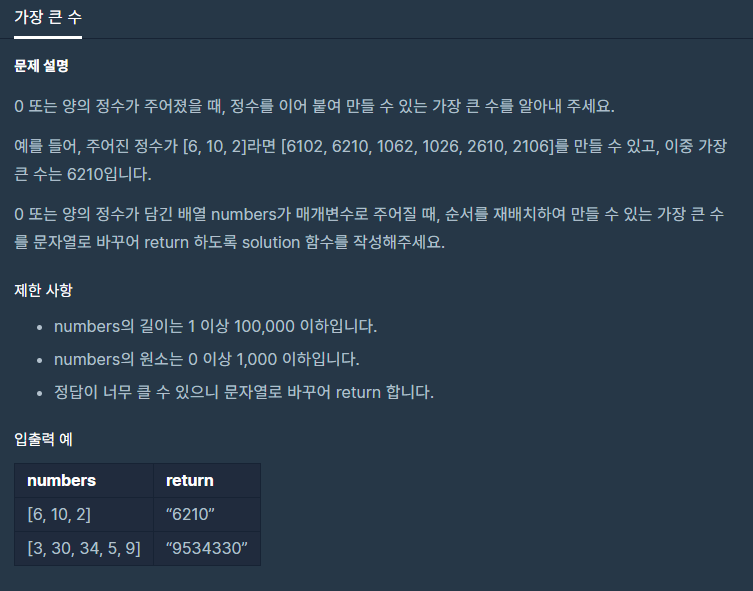 가장 큰 수
문제 설명
0 또는 양의 정수가 주어졌을 때, 정수를 이어 붙여 만들 수 있는 가장 큰 수를 알아내 주세요.
예를 들어, 주어진 정수가 [6, 10, 2]라면 [6102, 6210, 1062, 1026, 2610, 2106]를 만들 수 있고, 이중 가장
큰 수는 6210입니다.
0 또는 양의 정수가 담긴 배열 numbers가 매개변수로 주어질 때, 순서를 재배치하여 만들 수 있는 가장 큰 수
를 문자열로 바꾸어 return 하도록 solution 함수를 작성해주세요.
제한 사항
• numbers의 길이는 1 이상 100,000 이하입니다.
• numbers의 원소는 0 이상 1,000 이하입니다.
• 정답이 너무 클 수 있으니 문자열로 바꾸어 return 합니다.
입출력 예
numbers return
[6, 10, 2] “6210”
[3, 30, 34, 5, 9] “9534330”